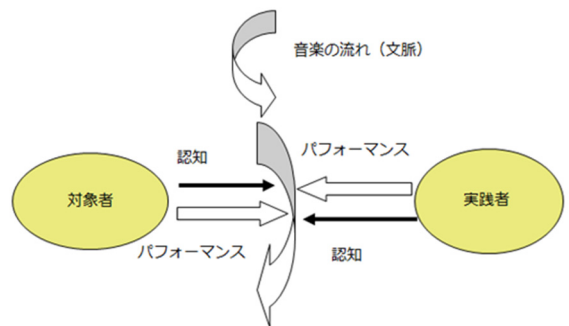 音楽の流れ（文脈）
パフォーマンス
認知
対象者
実践者
パフォーマンス
認知